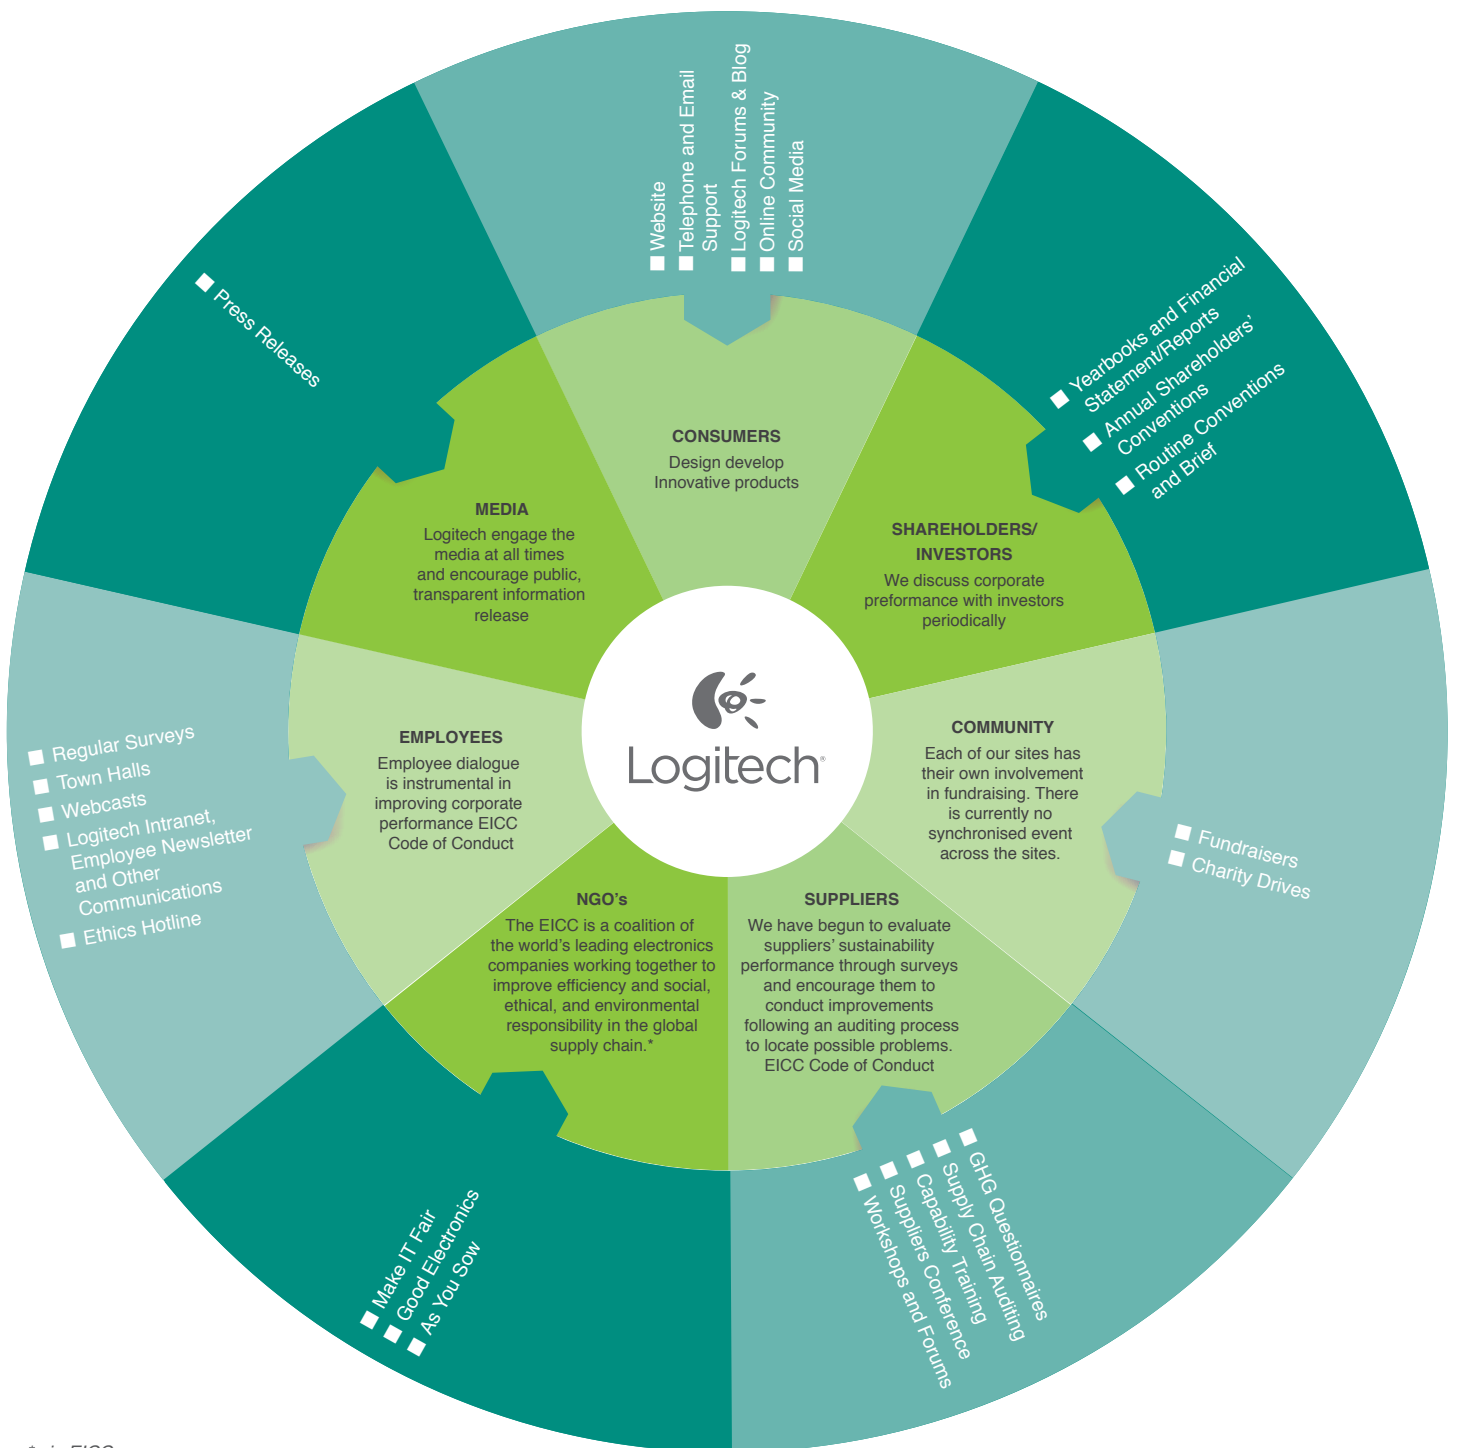 Website
Telephone and Email
Support
Logitech Forums & Blog
Online Community
Social Media
CONSUMERS
Design develop
Innovative products
Yearbooks and Financial
Statement/Reports
Annual Shareholders’
Conventions
Routine Conventions
and Brief
SHAREHOLDERS/
INVESTORS
We discuss corporate
preformance with investors
periodically
COMMUNITY
Each of our sites has
their own involvement
in fundraising. There
is currently no
synchronised event
across the sites.
Fundraisers
Charity Drives
SUPPLIERS
We have begun to evaluate
suppliers’ sustainability
performance through surveys
and encourage them to
conduct improvements
following an auditing process
to locate possible problems.
EICC Code of Conduct
GHG Questionnaires
Supply Chain Auditing
Capability Training
Suppliers Conference
Workshops and Forums
NGO’s
The EICC is a coalition of
the world’s leading electronics
companies working together to
improve efficiency and social,
ethical, and environmental
responsibility in the global
supply chain.*
Make IT Fair
Good Electronics
As You Sow
EMPLOYEES
Employee dialogue
is instrumental in
improving corporate
performance EICC
Code of Conduct
Regular Surveys
Town Halls
Webcasts
Logitech Intranet,
Employee Newsletter
and Other
Communications
Ethics Hotline
MEDIA
Logitech engage the
media at all times
and encourage public,
transparent information
release
Press Releases
Logitech